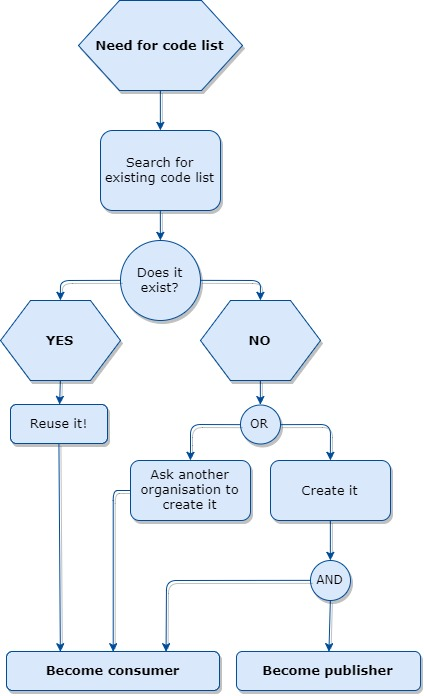 Need for code list
Search for
existing code list
Does it
exist?
YES
NO
Reuse it!
OR
Ask another
organisation to
create it
Create it
AND
Become consumer
Become publisher